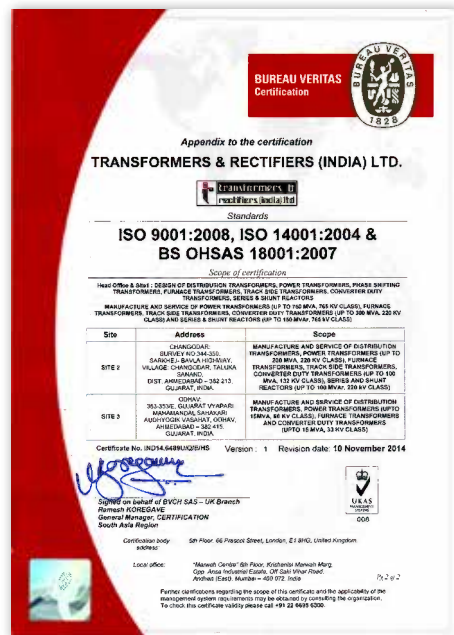 BUREAU VERITAS
Certification
BUREAU VERITAS
1828
Appendix to the certification
TRANSFORMERS & RECTIFIERS (INDIA) LTD.
transformers &
rectifiers (india) ltd
Standards
ISO 9001:2008, ISO 14001:2004 &
BS OHSAS 18001:2007
Scope of certification
Head Office & Site1 : DESIGN OF DISTRIBUTION TRANSFORMERS, POWER TRANSFORMERS, PHASE SHIFTING
TRANSFORMERS, FURNACE TRANSFORMERS, TRACK SIDE TRANSFORMERS, CONVERTER DUTY
TRANSFORMERS, SERIES & SHUNT REACTORS
MANUFACTURE AND SERVICE OF POWER TRANSFORMERS (UP TO 750 MVA, 765 KV CLASS), FURNACE
TRANSFORMERS, TRACK SIDE TRANSFORMERS, CONVERTER DUTY TRANSFORMERS (UP TO 300 MVA, 220 KV
CLASS) AND SERIES & SHUNT REACTORS (UP TO 150 MVAr, 765 kV CLASS)
Site Address Scope
SITE 2
CHANGODAR:
SURVEY NO:344-350,
SARKHEJ- BAVLA HIGHWAY,
VILLAGE: CHANGODAR, TALUKA
SANAND,
DIST. AHMEDABAD – 382 213,
GUJARAT, INDIA
MANUFACTURE AND SERVICE OF DISTRIBUTION
TRANSFORMERS, POWER TRANSFORMERS (UP TO
200 MVA, 220 KV CLASS), FURNACE
TRANSFORMERS, TRACK SIDE TRANSFORMERS,
CONVERTER DUTY TRANSFORMERS (UP TO 100
MVA, 132 KV CLASS), SERIES AND SHUNT
REACTORS (UP TO 100 MVAr, 220 kV CLASS)
SITE 3
ODHAV:
GUJARAT VYAPARI
MAHAMANDAL SAHAKARI
AUDHYOGIK VASAHAT, ODHAV,
AHMEDABAD – 382 415,
GUJARAT, INDIA
MANUFACTURE AND SERVICE OF DISTRIBUTION
TRANSFORMERS, POWER TRANSFORMERS (UPTO
15MVA, 66 KV CLASS), FURNACE TRANSFORMERS
AND CONVERTER DUTY TRANSFORMERS
(UPTO 15 MVA, 33 KV CLASS)
Certificate No. Version : 1 Revision date: 10 November 2014
Signed on behalf of BVCH SAS – UK Branch
Ramesh KOREGAVE
General Manager, CERTIFICATION
South Asia Region
UKAS
MANAGEMENT
SYSTEMS
008
Certification body
address
5th Floor, 66 Prescot Street, London, E1 8HG, United Kingdom
Local office:
"Marwah Centre" 6th Floor, Krishanlal Marwah Marg,
Opp. Ansa Industrial Estate, Off Saki Vihar Road,
Andheri (East), Mumbai – 400 072, India
Further clarifications regarding the scope of this certificate and the applicability of the
management system requirements may be obtained by consulting the organization.
To check this certificate validity please call +91 22 6695 6300.